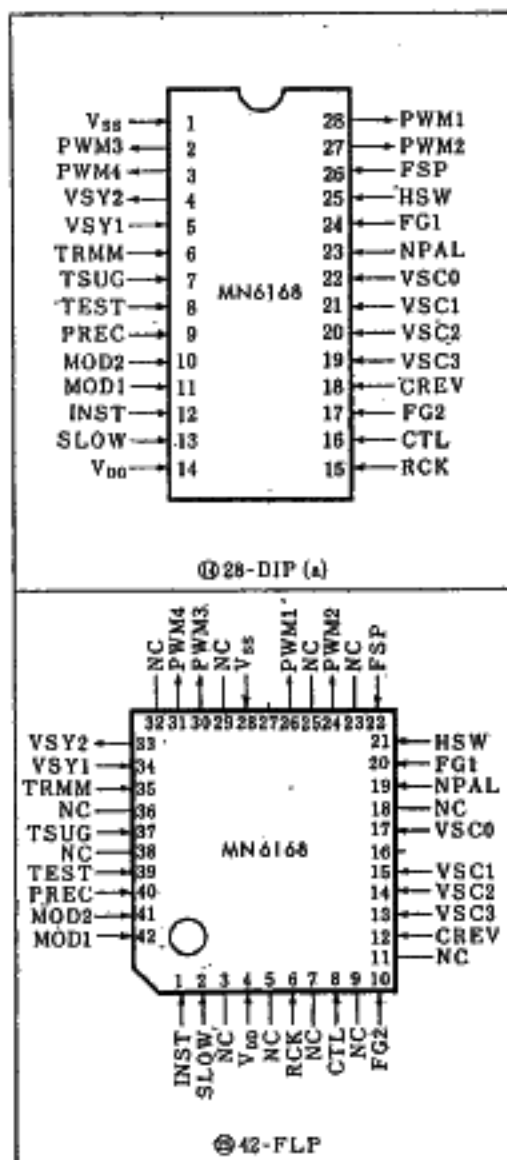 V_SS 1 28 PWM1
PWM3 2 27 PWM2
PWM4 3 26 FSP
VSY2 4 25 HSW
VSY1 5 24 FG1
TRMM 6 23 NPAL
TSUG 7 22 VSC0
MN6168
TEST 8 21 VSC1
PREC 9 20 VSC2
MOD2 10 19 VSC3
MOD1 11 18 CREV
INST 12 17 FG2
SLOW 13 16 CTL
V_DD 14 15 RCK
⑭28-DIP (a)
NC PWM4 PWM3 NC V_SS PWM1 NC PWM2 NC FSP
32 31 30 29 28 27 26 25 24 23 22
VSY2 33 21 HSW
VSY1 34 20 FG1
TRMM 35 19 NPAL
NC 36 18 NC
TSUG 37 17 VSC0
NC 38 16
MN6168
TEST 39 15 VSC1
PREC 40 14 VSC2
MOD2 41 13 VSC3
MOD1 42 12 CREV
11 NC
1 2 3 4 5 6 7 8 9 10
INST SLOW NC V_DD NC RCK NC CTL NC FG2
42-FLP